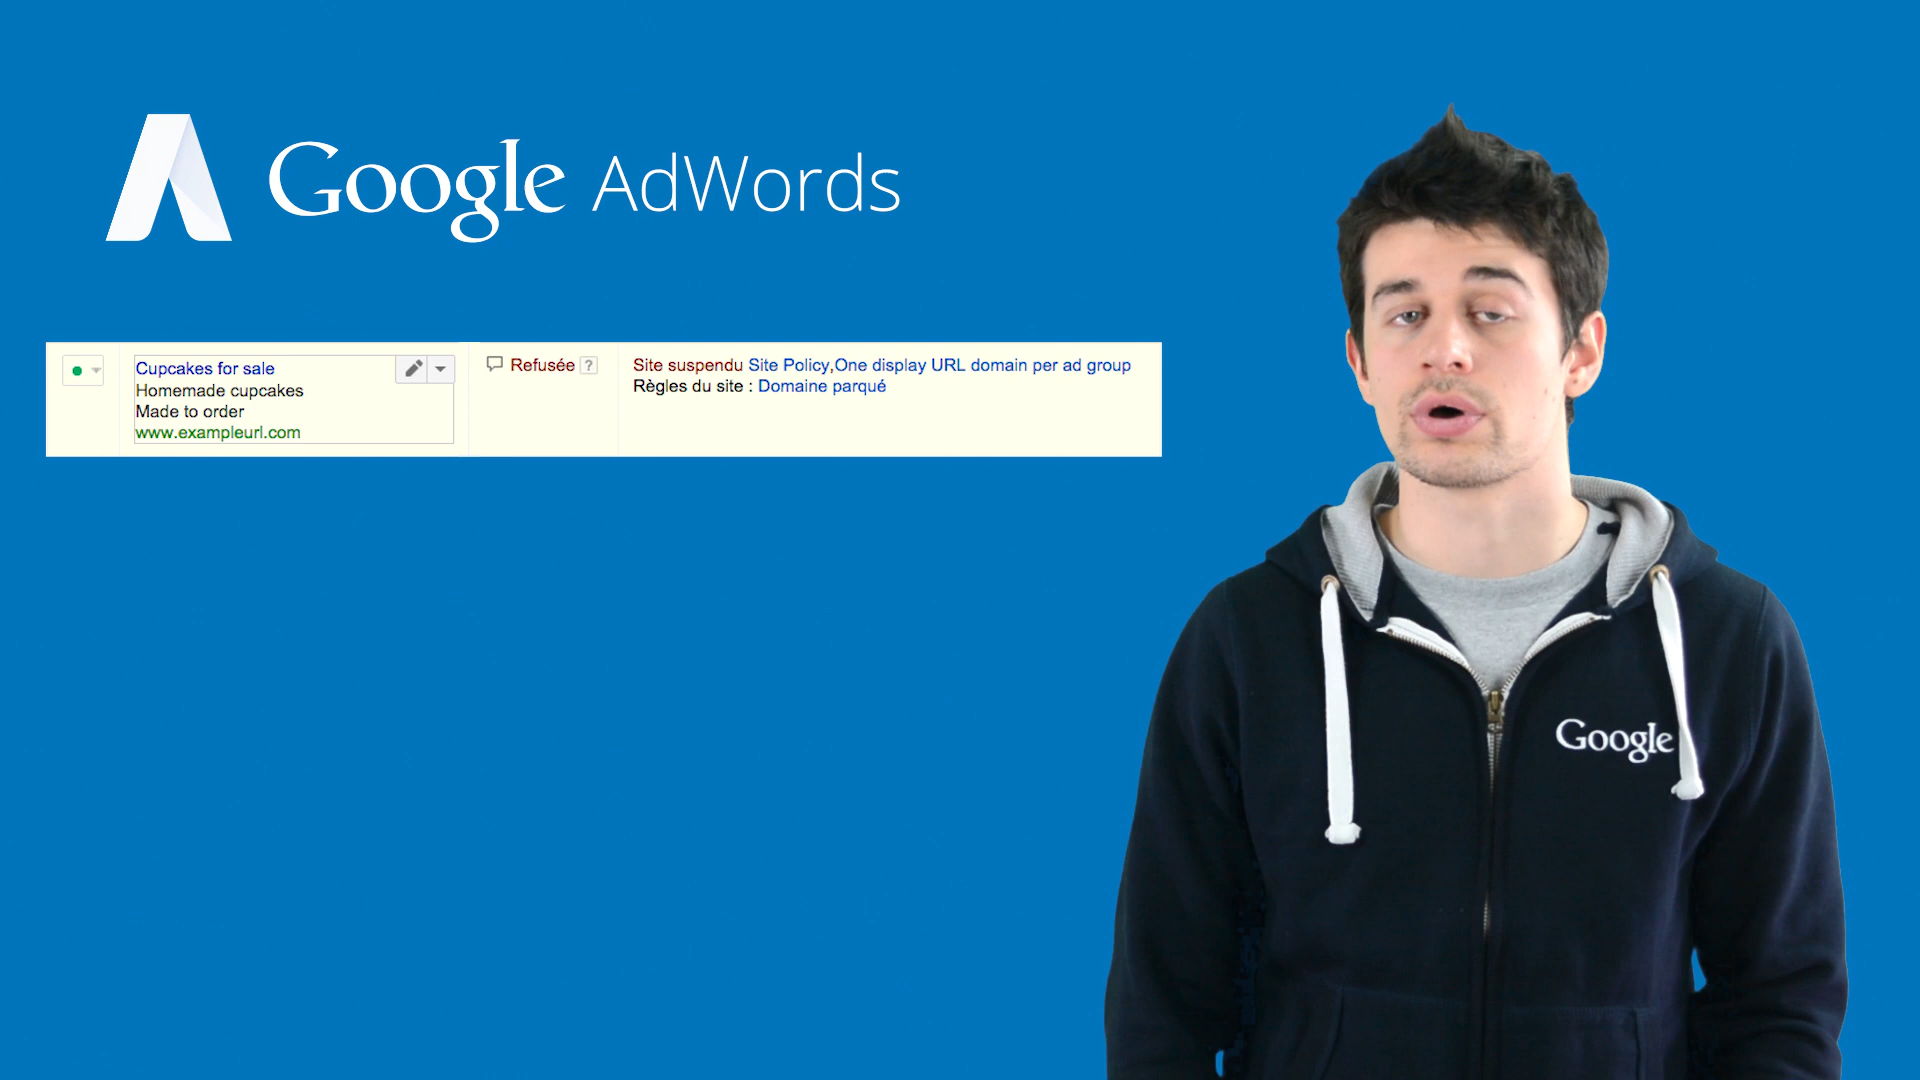 Google AdWords
Cupcakes for sale
Homemade cupcakes
Made to order
www.exampleurl.com
Refusée ?
Site suspendu Site Policy,One display URL domain per ad group
Règles du site : Domaine parqué
Google